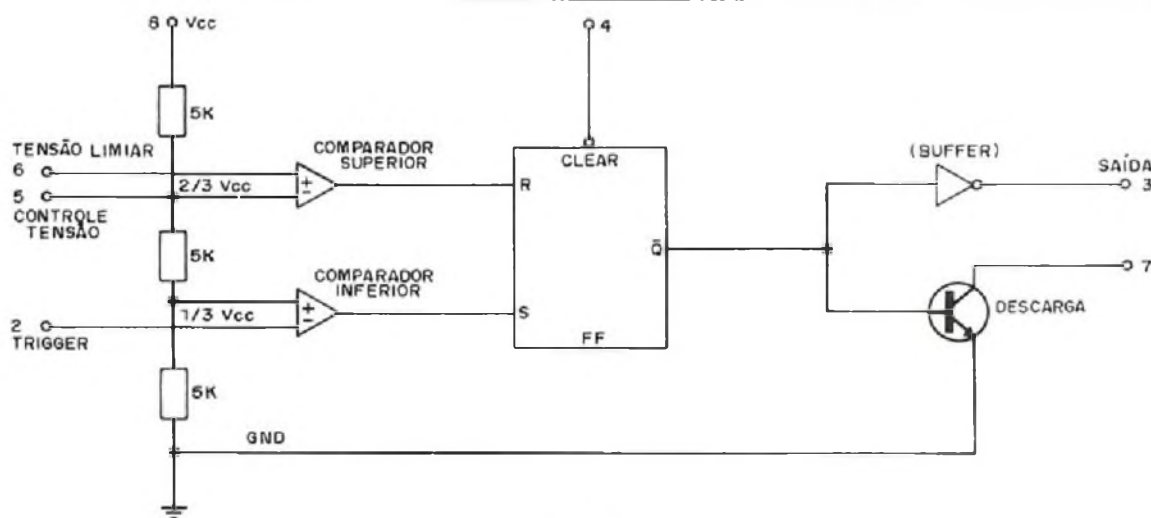 8 Vcc
4
5K
TENSÃO LIMIAR
6
COMPARADOR
SUPERIOR
CLEAR
(BUFFER)
SAÍDA
3
+
−
R
2/3 Vcc
5
CONTROLE
TENSÃO
5K
Q̄
7
COMPARADOR
INFERIOR
DESCARGA
+
−
S
1/3 Vcc
2
TRIGGER
FF
5K
GND